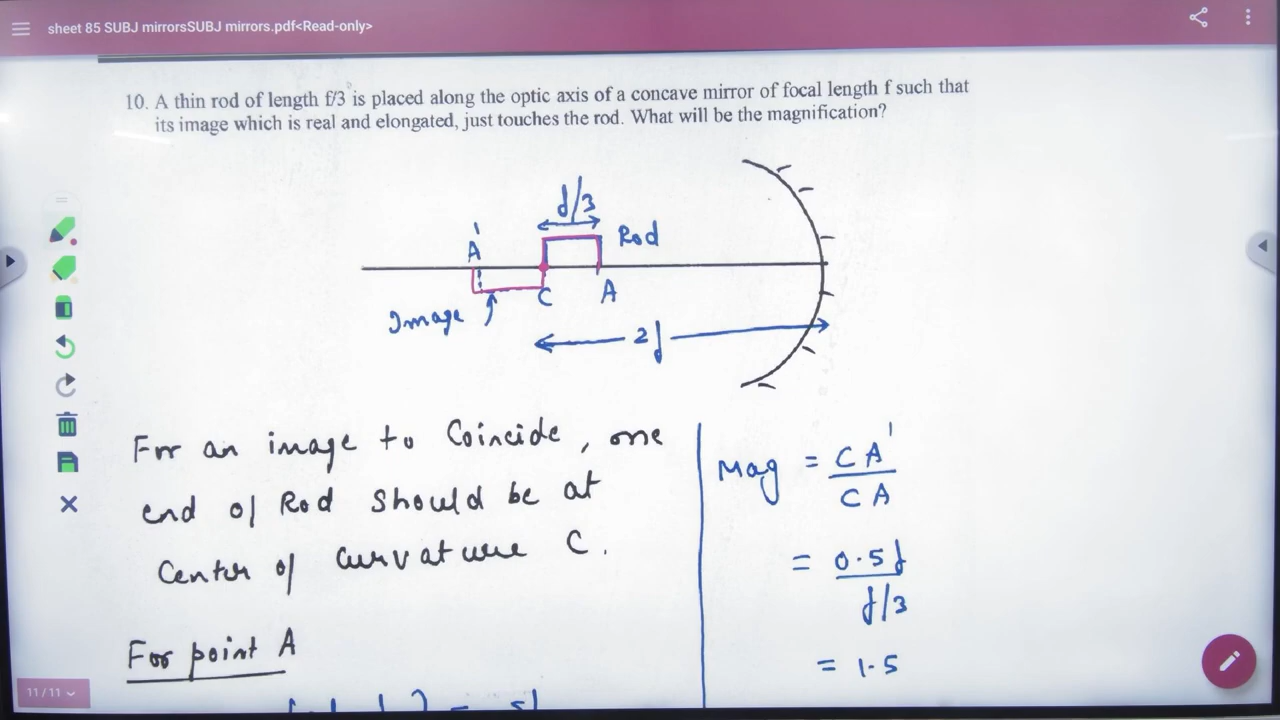 sheet 85 SUBJ mirrorsSUBJ mirrors.pdf<Read-only>
10. A thin rod of length f/3 is placed along the optic axis of a concave mirror of focal length f such that
its image which is real and elongated, just touches the rod. What will be the magnification?
f/3
Rod
A'
C
A
Image
2f
For an image to Coincide, one
end of Rod should be at
Center of Curvature C.
For point A
Mag = CA'
CA
= 0.5f
f/3
= 1.5
11/11